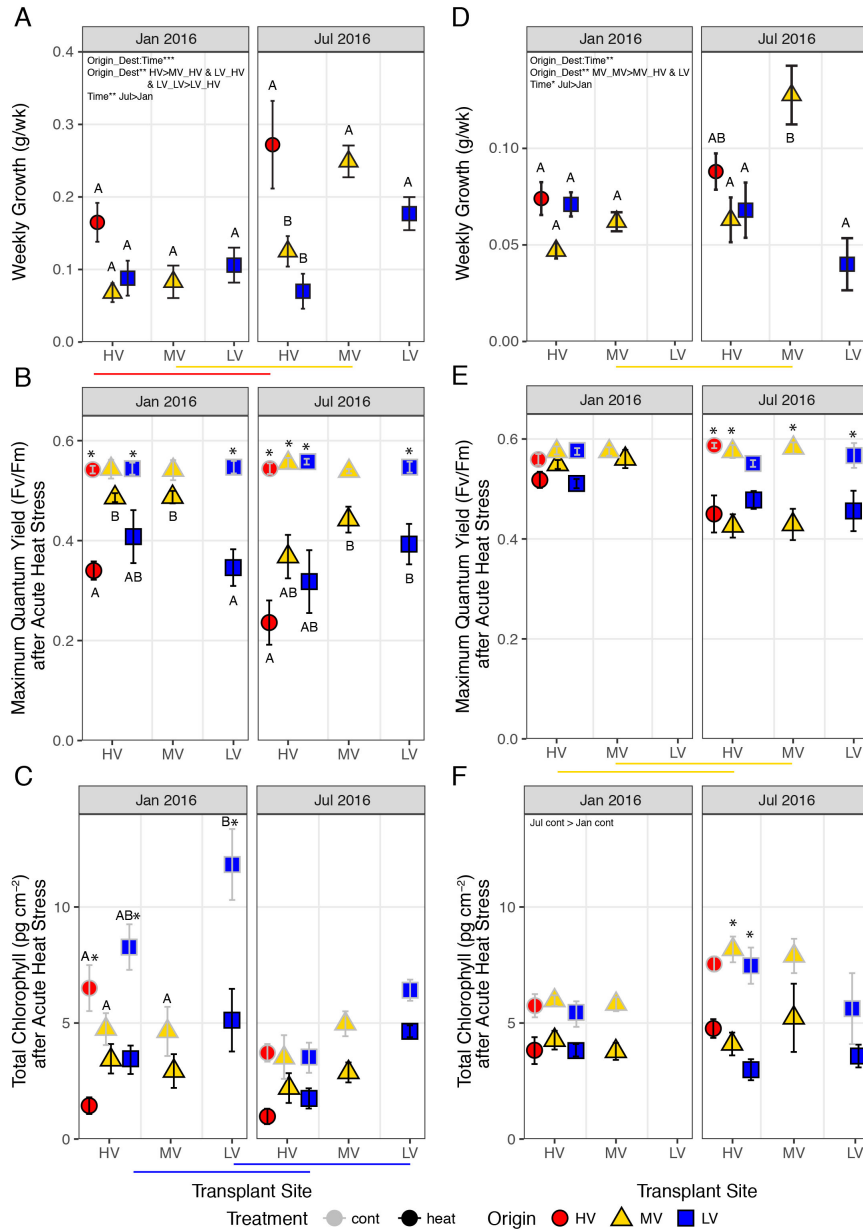 A
Jan 2016
Jul 2016
Weekly Growth (g/wk)
0.4
0.3
0.2
0.1
0.0
Origin_Dest:Time***
Origin_Dest** HV>MV_HV & LV_HV
& LV_LV>LV_HV
Time** Jul>Jan
A
A
A
A
A
A
B
B
A
A
HV MV LV HV MV LV
D
Jan 2016
Jul 2016
Weekly Growth (g/wk)
0.10
0.05
0.00
Origin_Dest:Time**
Origin_Dest** MV_MV>MV_HV & LV
Time* Jul>Jan
A
A
A
A
AB
A
A
B
A
HV MV LV HV MV LV
B
Jan 2016
Jul 2016
Maximum Quantum Yield (Fv/Fm)
after Acute Heat Stress
0.6
0.4
0.2
0.0
* * * * * * *
A
B
AB
B
A
A
AB
AB
B
B
HV MV LV HV MV LV
E
Jan 2016
Jul 2016
Maximum Quantum Yield (Fv/Fm)
after Acute Heat Stress
0.6
0.4
0.2
0.0
* * * *
HV MV LV HV MV LV
C
Jan 2016
Jul 2016
Total Chlorophyll (pg cm−2)
after Acute Heat Stress
10
5
0
A*
A
AB*
A
B*
HV MV LV HV MV LV
Transplant Site
F
Jan 2016
Jul 2016
Total Chlorophyll (pg cm−2)
after Acute Heat Stress
10
5
0
Jul cont > Jan cont
* *
HV MV LV HV MV LV
Transplant Site
Treatment cont heat Origin HV MV LV